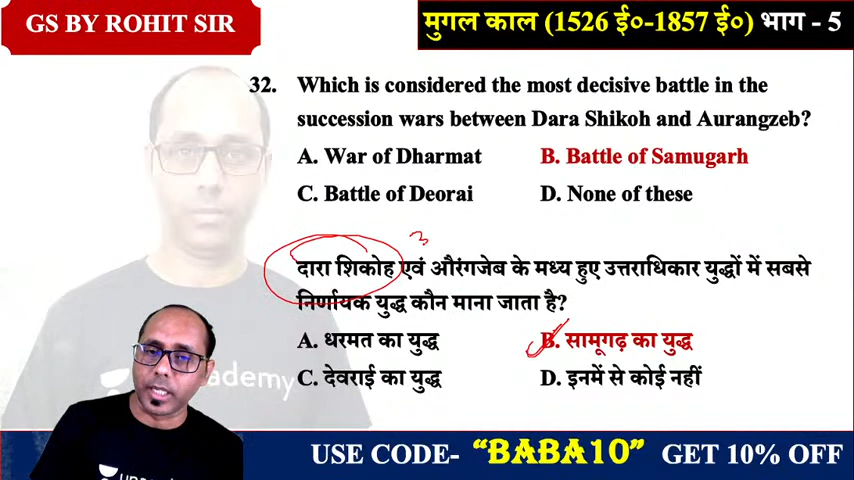 GS BY ROHIT SIR
मुगल काल (1526 ई०-1857 ई०) भाग - 5
32. Which is considered the most decisive battle in the
succession wars between Dara Shikoh and Aurangzeb?
A. War of Dharmat B. Battle of Samugarh
C. Battle of Deorai D. None of these
3
दारा शिकोह एवं औरंगजेब के मध्य हुए उत्तराधिकार युद्धों में सबसे
निर्णायक युद्ध कौन माना जाता है?
A. धरमत का युद्ध B. सामूगढ़ का युद्ध
C. देवराई का युद्ध D. इनमें से कोई नहीं
USE CODE- “BABA10” GET 10% OFF